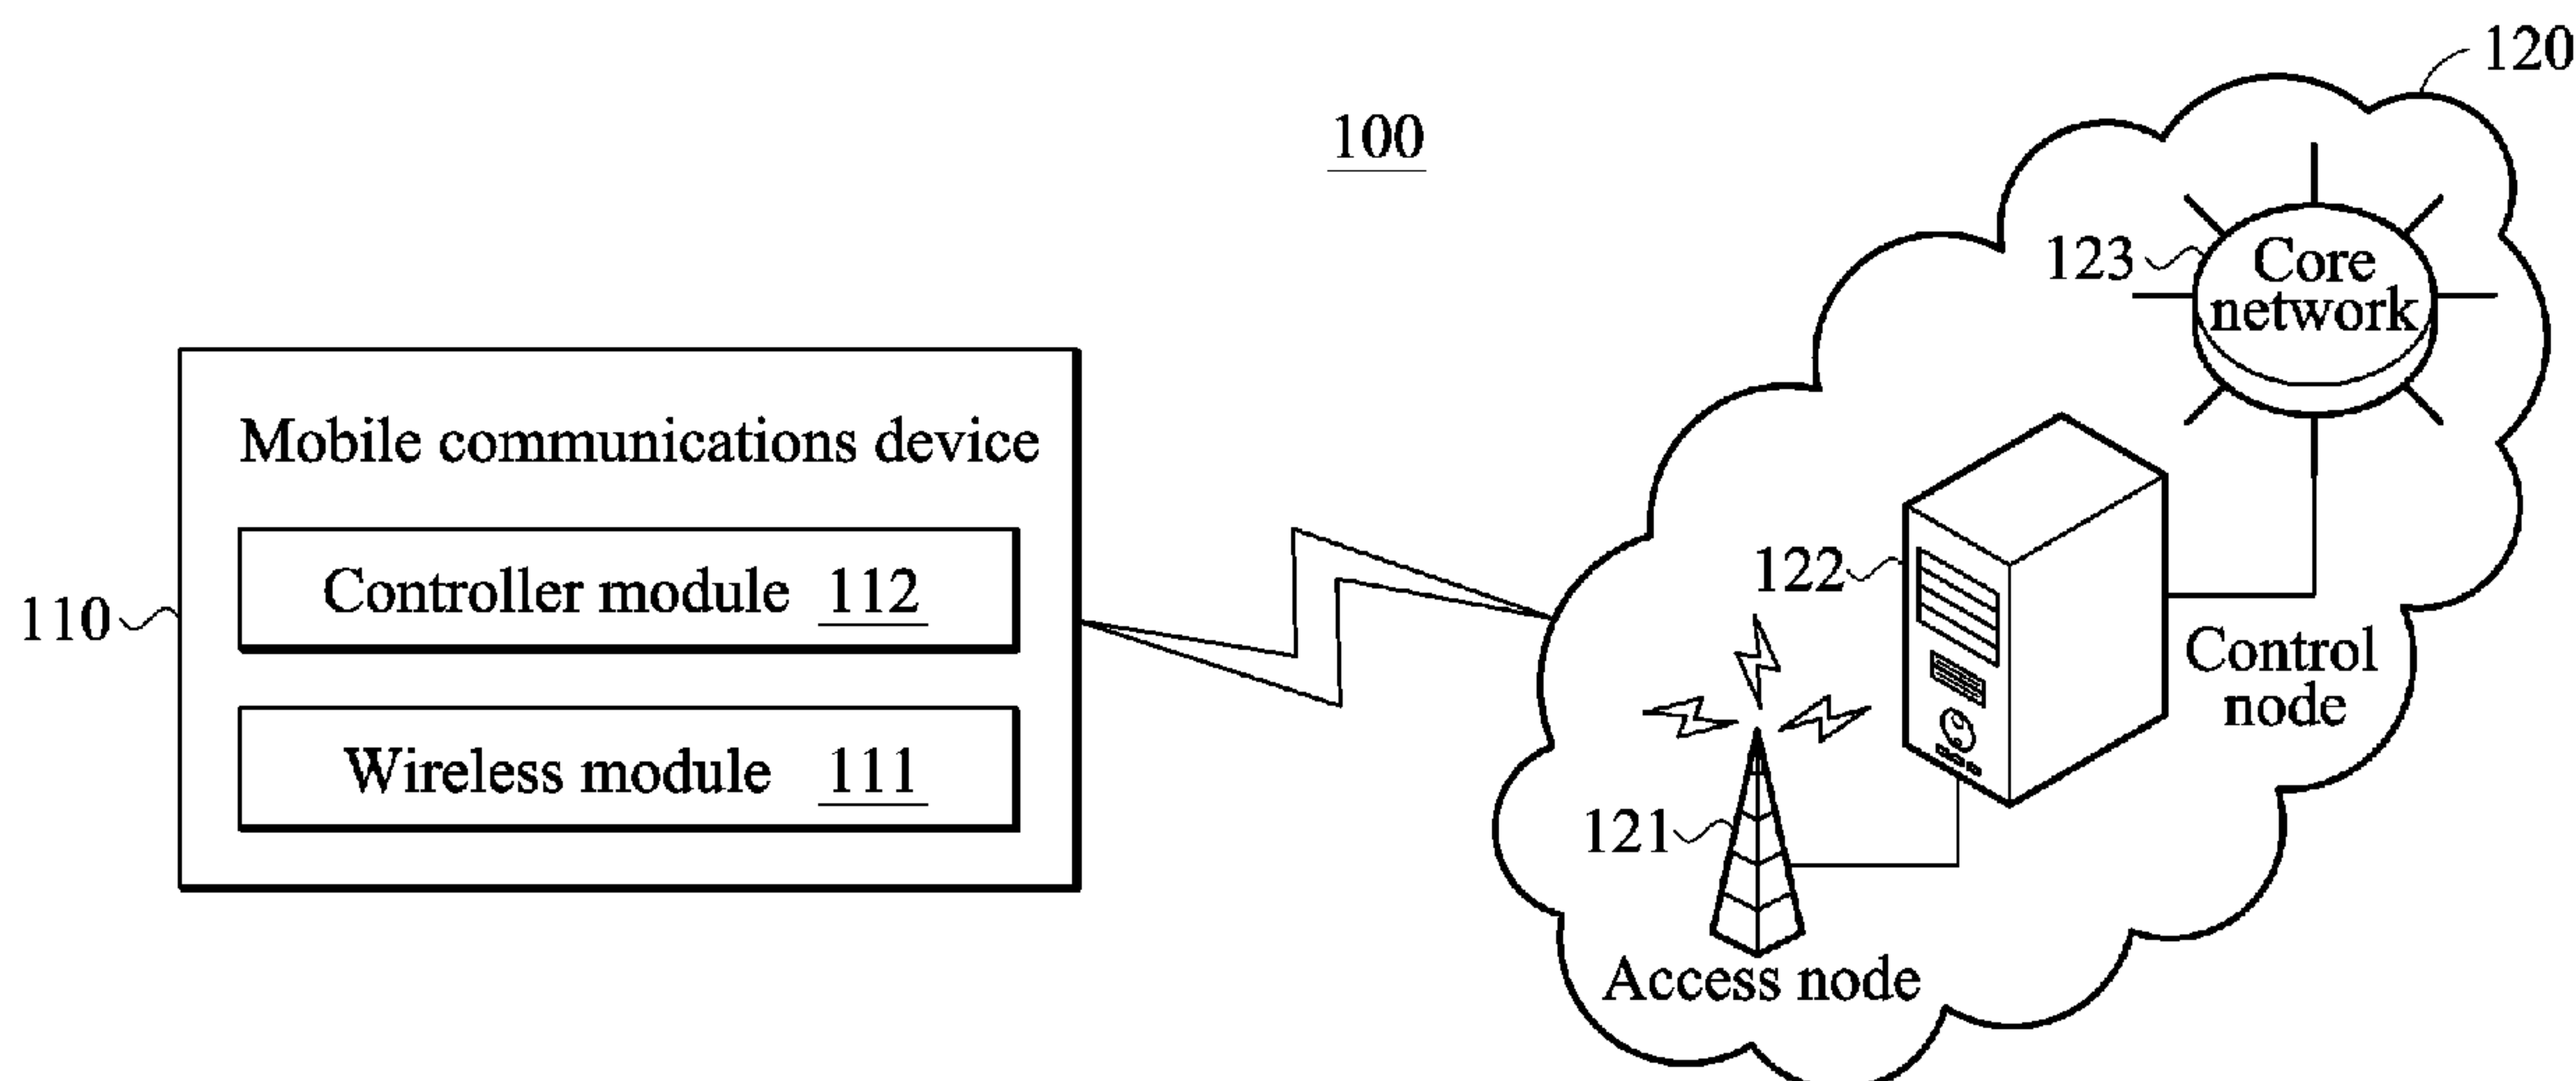 120
100
123
Core
network
Mobile communications device
Controller module 112
110
122
Control
node
Wireless module 111
121
Access node